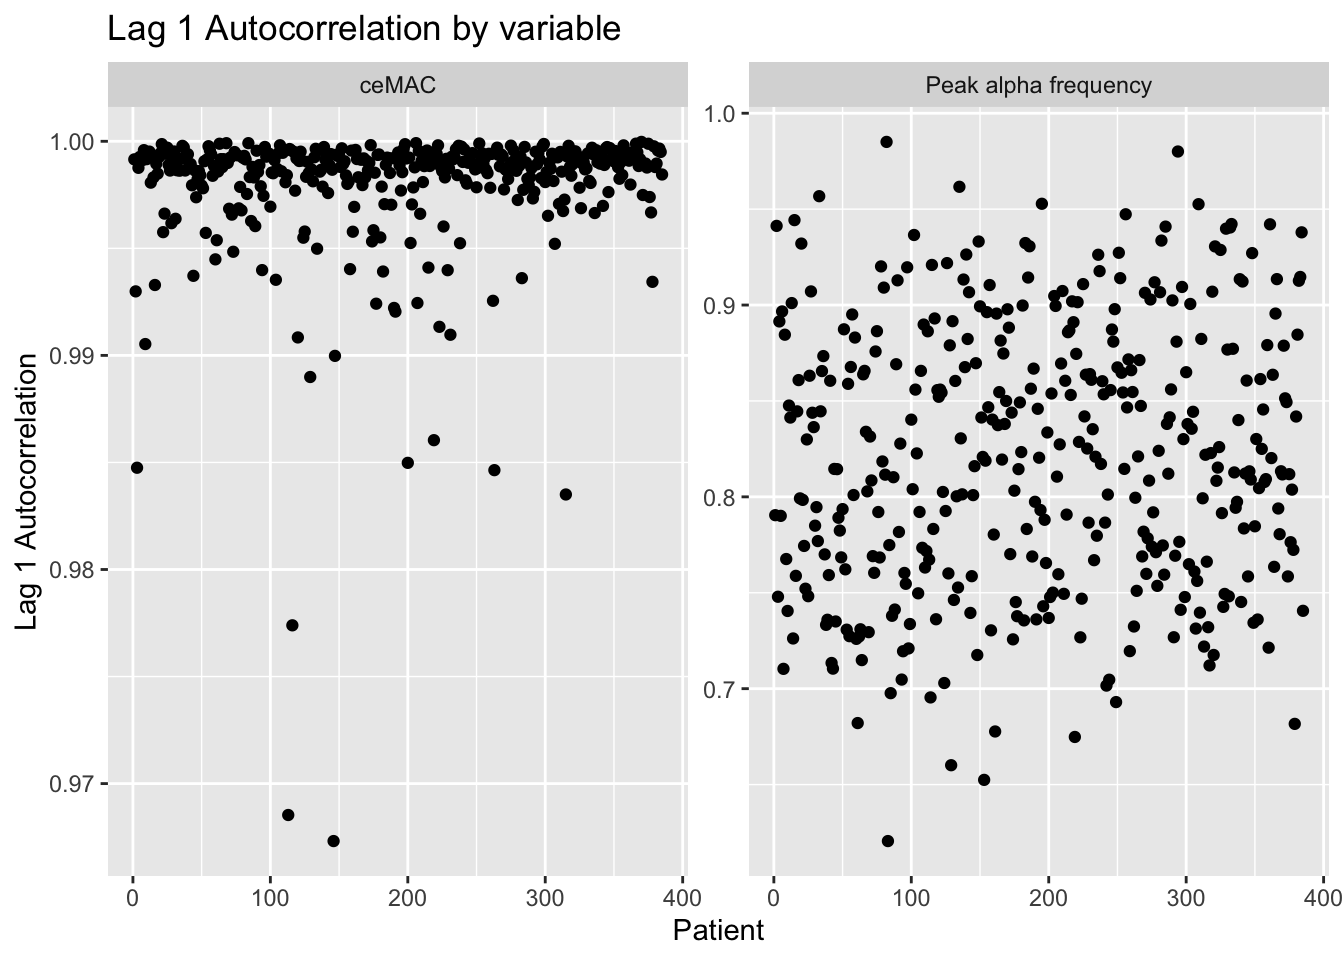 Lag 1 Autocorrelation by variable
ceMAC
Peak alpha frequency
Lag 1 Autocorrelation
1.00
0.99
0.98
0.97
1.0
0.9
0.8
0.7
0 100 200 300 400
0 100 200 300 400
Patient